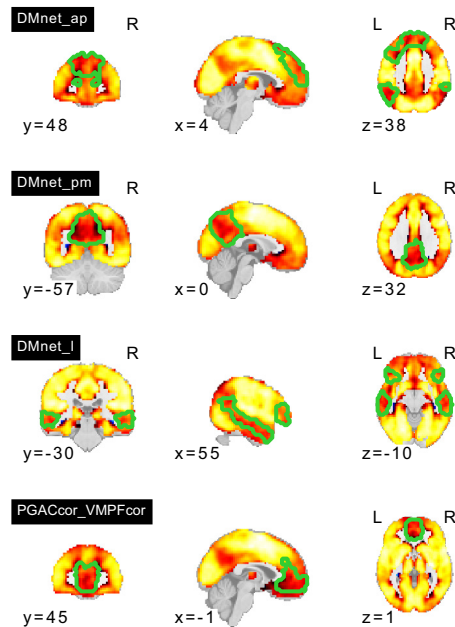 DMnet_ap
R
L R
y=48 x=4 z=38
DMnet_pm
R
L R
y=-57 x=0 z=32
DMnet_l
R
L R
y=-30 x=55 z=-10
PGACcor_VMPFcor
R
L R
y=45 x=-1 z=1